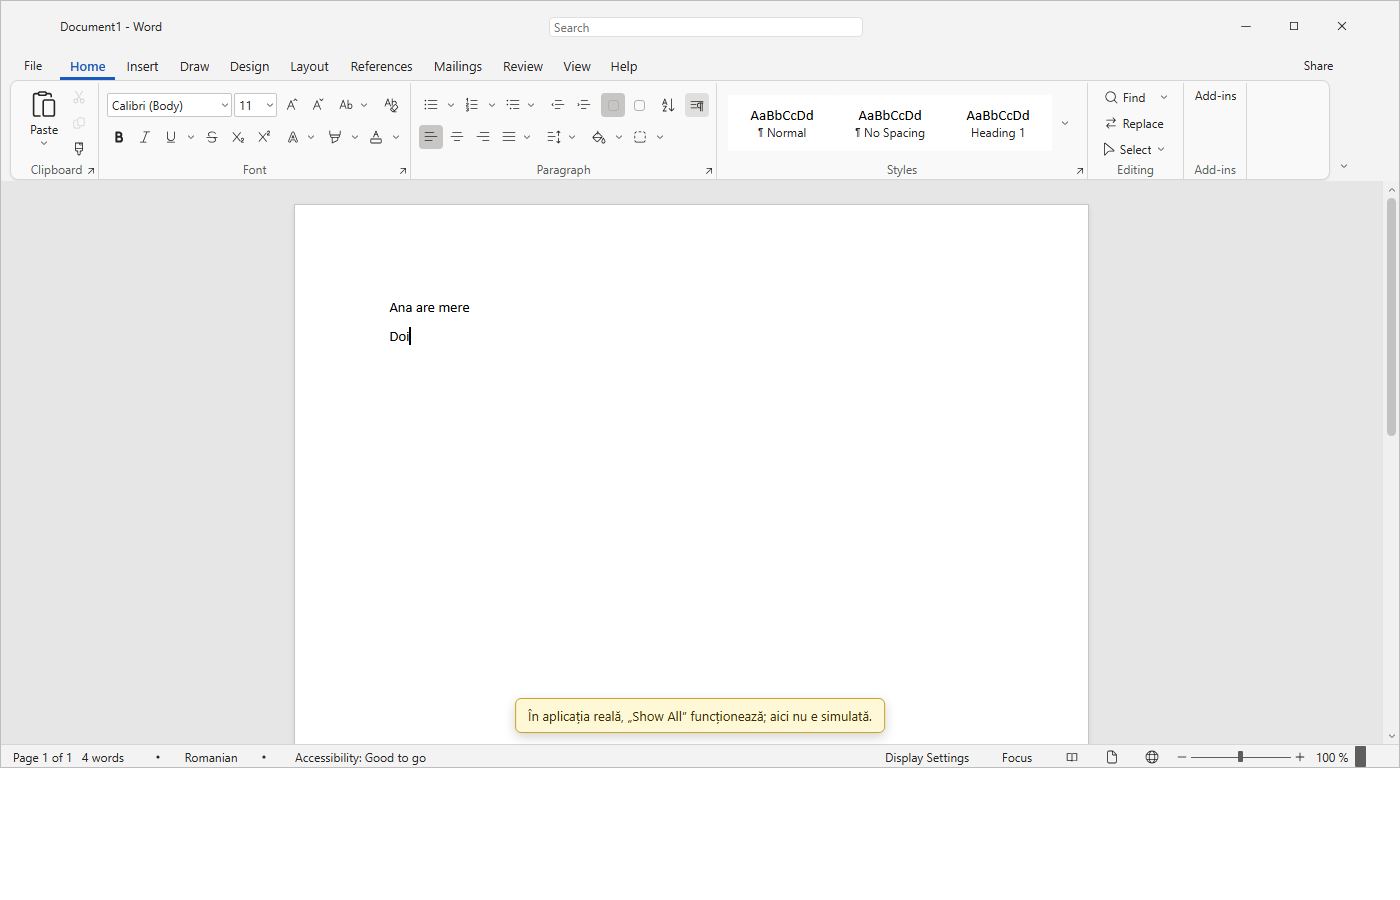 Document1 - Word
Search
File Home Insert Draw Design Layout References Mailings Review View Help Share
Paste
Clipboard
Calibri (Body) 11
Font
Paragraph
AaBbCcDd AaBbCcDd AaBbCcDd
¶ Normal ¶ No Spacing Heading 1
Styles
Find
Replace
Select
Editing
Add-ins
Add-ins
Ana are mere
Doi
În aplicația reală, „Show All” funcționează; aici nu e simulată.
Page 1 of 1 4 words • Romanian • Accessibility: Good to go Display Settings Focus 100 %